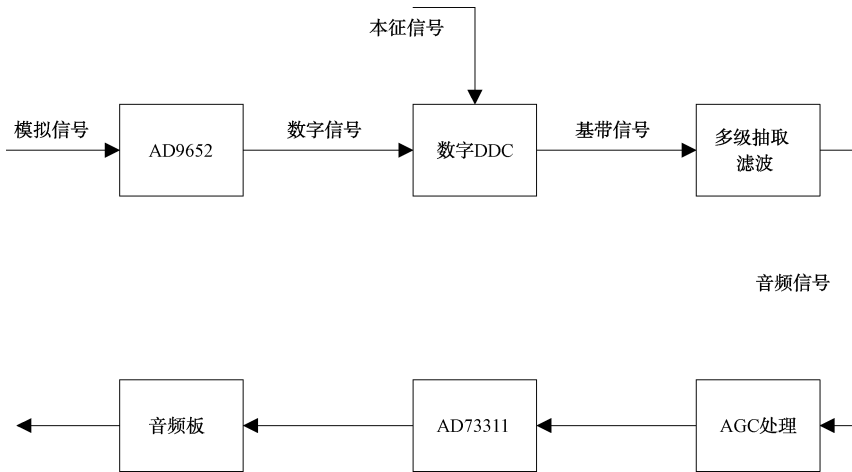 本征信号
模拟信号
AD9652
数字信号
数字DDC
基带信号
多级抽取
滤波
音频信号
音频板
AD73311
AGC处理